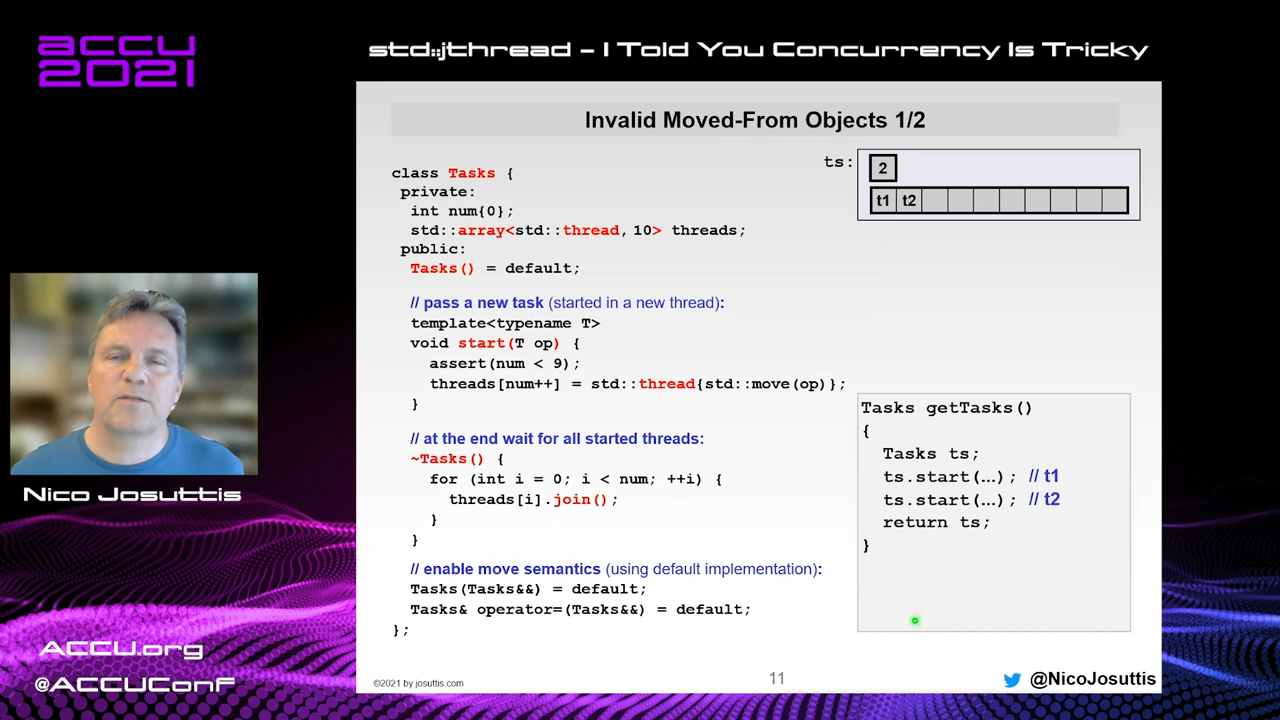 accu
2021
std::jthread – I Told You Concurrency Is Tricky
Invalid Moved-From Objects 1/2
ts:
2
t1 t2
class Tasks {
private:
int num{0};
std::array<std::thread, 10> threads;
public:
Tasks() = default;
// pass a new task (started in a new thread):
template<typename T>
void start(T op) {
assert(num < 9);
threads[num++] = std::thread{std::move(op)};
}
// at the end wait for all started threads:
~Tasks() {
for (int i = 0; i < num; ++i) {
threads[i].join();
}
}
// enable move semantics (using default implementation):
Tasks(Tasks&&) = default;
Tasks& operator=(Tasks&&) = default;
};
Tasks getTasks()
{
Tasks ts;
ts.start(…); // t1
ts.start(…); // t2
return ts;
}
Nico Josuttis
ACCU.org
@ACCUConf
©2021 by josuttis.com
11
@NicoJosuttis